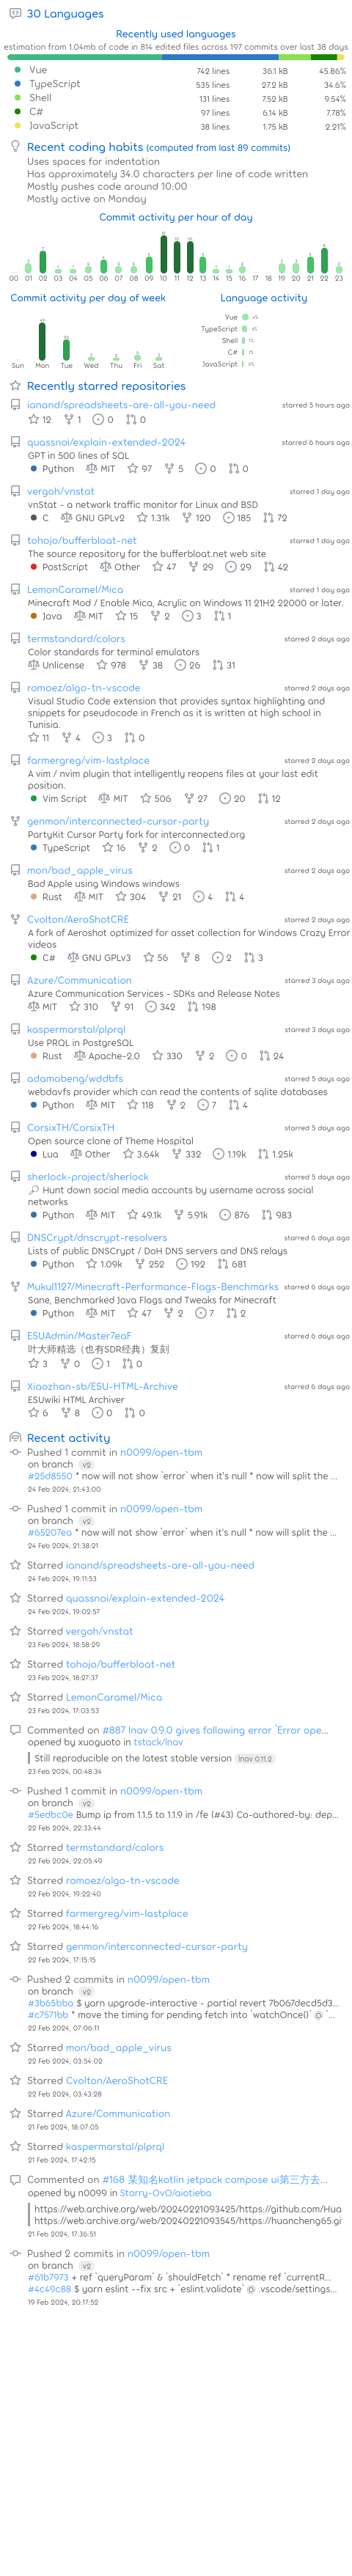 30 Languages
Recently used languages
estimation from 1.04mb of code in 814 edited files across 197 commits over last 38 days
Vue 742 lines 36.1 kB 45.86%
TypeScript 535 lines 27.2 kB 34.6%
Shell 131 lines 7.52 kB 9.54%
C# 97 lines 6.14 kB 7.78%
JavaScript 38 lines 1.75 kB 2.21%
Recent coding habits (computed from last 89 commits)
Uses spaces for indentation
Has approximately 34.0 characters per line of code written
Mostly pushes code around 10:00
Mostly active on Monday
Commit activity per hour of day
00 01 02 03 04 05 06 07 08 09 10 11 12 13 14 15 16 17 18 19 20 21 22 23
Commit activity per day of week
Language activity
Vue
TypeScript
Shell
C#
JavaScript
Sun Mon Tue Wed Thu Fri Sat
Recently starred repositories
ianand/spreadsheets-are-all-you-need starred 5 hours ago
12 1 0 0
quassnoi/explain-extended-2024 starred 6 hours ago
GPT in 500 lines of SQL
Python MIT 97 5 0 0
vergoh/vnstat starred 1 day ago
vnStat - a network traffic monitor for Linux and BSD
C GNU GPLv2 1.31k 120 185 72
tohojo/bufferbloat-net starred 1 day ago
The source repository for the bufferbloat.net web site
PostScript Other 47 29 29 42
LemonCaramel/Mica starred 1 day ago
Minecraft Mod / Enable Mica, Acrylic on Windows 11 21H2 22000 or later.
Java MIT 15 2 3 1
termstandard/colors starred 2 days ago
Color standards for terminal emulators
Unlicense 978 38 26 31
romoez/algo-tn-vscode starred 2 days ago
Visual Studio Code extension that provides syntax highlighting and
snippets for pseudocode in French as it is written at high school in
Tunisia.
11 4 3 0
farmergreg/vim-lastplace starred 2 days ago
A vim / nvim plugin that intelligently reopens files at your last edit
position.
Vim Script MIT 506 27 20 12
genmon/interconnected-cursor-party starred 2 days ago
PartyKit Cursor Party fork for interconnected.org
TypeScript 16 2 0 1
mon/bad_apple_virus starred 2 days ago
Bad Apple using Windows windows
Rust MIT 304 21 4 4
Cvolton/AeroShotCRE starred 2 days ago
A fork of Aeroshot optimized for asset collection for Windows Crazy Error
videos
C# GNU GPLv3 56 8 2 3
Azure/Communication starred 3 days ago
Azure Communication Services - SDKs and Release Notes
MIT 310 91 342 198
kaspermarstal/plprql starred 3 days ago
Use PRQL in PostgreSQL
Rust Apache-2.0 330 2 0 24
adamobeng/wddbfs starred 5 days ago
webdavfs provider which can read the contents of sqlite databases
Python MIT 118 2 7 4
CorsixTH/CorsixTH starred 5 days ago
Open source clone of Theme Hospital
Lua Other 3.64k 332 1.19k 1.25k
sherlock-project/sherlock starred 5 days ago
🔎 Hunt down social media accounts by username across social
networks
Python MIT 49.1k 5.91k 876 983
DNSCrypt/dnscrypt-resolvers starred 6 days ago
Lists of public DNSCrypt / DoH DNS servers and DNS relays
Python 1.09k 252 192 681
Mukul1127/Minecraft-Performance-Flags-Benchmarks starred 6 days ago
Sane, Benchmarked Java Flags and Tweaks for Minecraft
Python MIT 47 2 7 2
ESUAdmin/Master7eaF starred 6 days ago
叶大师精选（也有SDR经典）复刻
3 0 1 0
Xiaozhan-sb/ESU-HTML-Archive starred 6 days ago
ESUwiki HTML Archiver
6 8 0 0
Recent activity
Pushed 1 commit in n0099/open-tbm
on branch v2
#25d8550 * now will not show `error` when it's null * now will split the ...
24 Feb 2024, 21:43:00
Pushed 1 commit in n0099/open-tbm
on branch v2
#65207ea * now will not show `error` when it's null * now will split the ...
24 Feb 2024, 21:38:21
Starred ianand/spreadsheets-are-all-you-need
24 Feb 2024, 19:11:53
Starred quassnoi/explain-extended-2024
24 Feb 2024, 19:02:57
Starred vergoh/vnstat
23 Feb 2024, 18:58:29
Starred tohojo/bufferbloat-net
23 Feb 2024, 18:27:37
Starred LemonCaramel/Mica
23 Feb 2024, 17:03:53
Commented on #887 lnav 0.9.0 gives following error `Error ope...
opened by xuoguoto in tstack/lnav
Still reproducible on the latest stable version lnav 0.11.2
23 Feb 2024, 00:48:34
Pushed 1 commit in n0099/open-tbm
on branch v2
#5edbc0e Bump ip from 1.1.5 to 1.1.9 in /fe (#43) Co-authored-by: dep...
22 Feb 2024, 22:33:44
Starred termstandard/colors
22 Feb 2024, 22:05:49
Starred romoez/algo-tn-vscode
22 Feb 2024, 19:22:40
Starred farmergreg/vim-lastplace
22 Feb 2024, 18:44:16
Starred genmon/interconnected-cursor-party
22 Feb 2024, 17:15:15
Pushed 2 commits in n0099/open-tbm
on branch v2
#3b65bba $ yarn upgrade-interactive - partial revert 7b067decd5d3...
#c7571bb * move the timing for pending fetch into `watchOnce()` @ `...
22 Feb 2024, 07:06:11
Starred mon/bad_apple_virus
22 Feb 2024, 03:54:02
Starred Cvolton/AeroShotCRE
22 Feb 2024, 03:43:28
Starred Azure/Communication
21 Feb 2024, 18:07:05
Starred kaspermarstal/plprql
21 Feb 2024, 17:42:15
Commented on #168 某知名kotlin jetpack compose ui第三方去...
opened by n0099 in Starry-OvO/aiotieba
https://web.archive.org/web/20240221093425/https://github.com/Hua
https://web.archive.org/web/20240221093545/https://huancheng65.gi
21 Feb 2024, 17:36:51
Pushed 2 commits in n0099/open-tbm
on branch v2
#61b7973 + ref `queryParam` & `shouldFetch` * rename ref `currentR...
#4c49c88 $ yarn eslint --fix src + `eslint.validate` @ .vscode/settings...
19 Feb 2024, 20:17:52